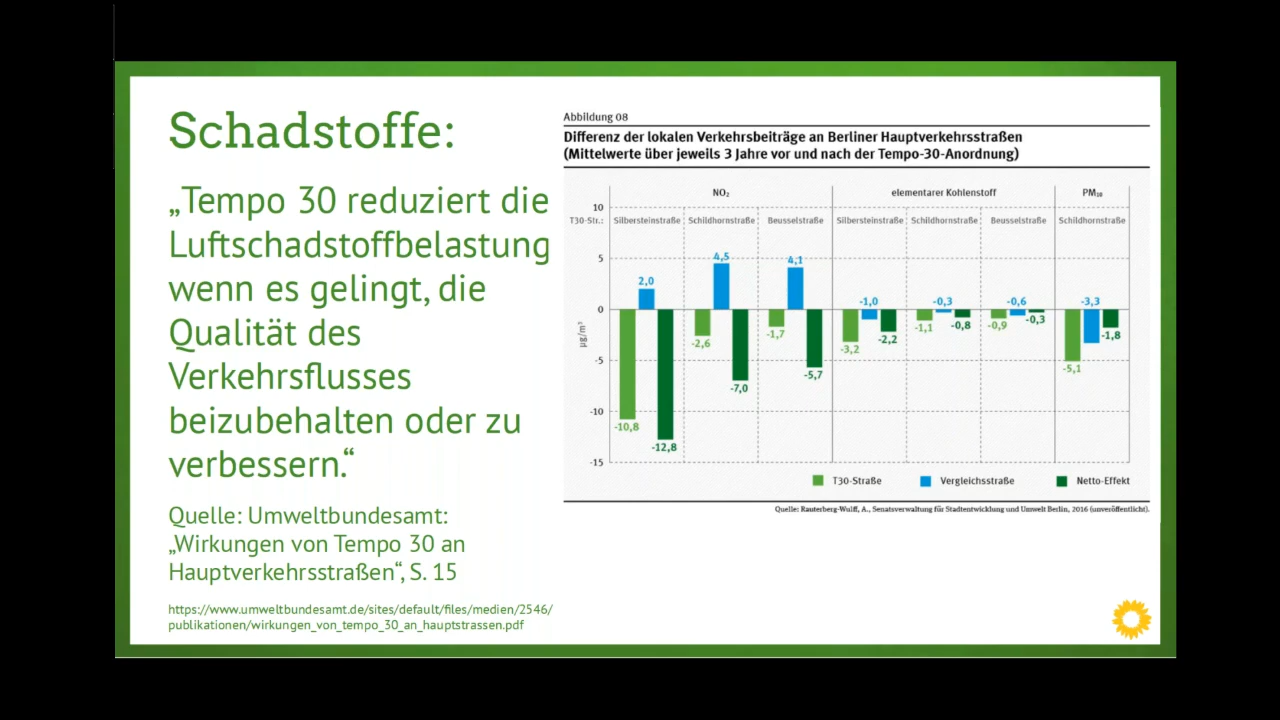 Schadstoffe:
„Tempo 30 reduziert die
Luftschadstoffbelastung
wenn es gelingt, die
Qualität des
Verkehrsflusses
beizubehalten oder zu
verbessern.“
Quelle: Umweltbundesamt:
„Wirkungen von Tempo 30 an
Hauptverkehrsstraßen“, S. 15
https://www.umweltbundesamt.de/sites/default/files/medien/2546/
publikationen/wirkungen_von_tempo_30_an_hauptstrassen.pdf
Abbildung 08
Differenz der lokalen Verkehrsbeiträge an Berliner Hauptverkehrsstraßen
(Mittelwerte über jeweils 3 Jahre vor und nach der Tempo-30-Anordnung)
NO₂ elementarer Kohlenstoff PM₁₀
10
T30-Str.: Silbersteinstraße Schildhornstraße Beusselstraße Silbersteinstraße Schildhornstraße Beusselstraße Schildhornstraße
5
0
-5
-10
-15
µg/m³
2,0 4,5 4,1 -1,0 -0,3 -0,6 -3,3
-10,8 -12,8 -2,6 -7,0 -1,7 -5,7 -3,2 -2,2 -1,1 -0,8 -0,9 -0,3 -5,1 -1,8
T30-Straße Vergleichsstraße Netto-Effekt
Quelle: Rauterberg-Wulff, A., Senatsverwaltung für Stadtentwicklung und Umwelt Berlin, 2016 (unveröffentlicht).